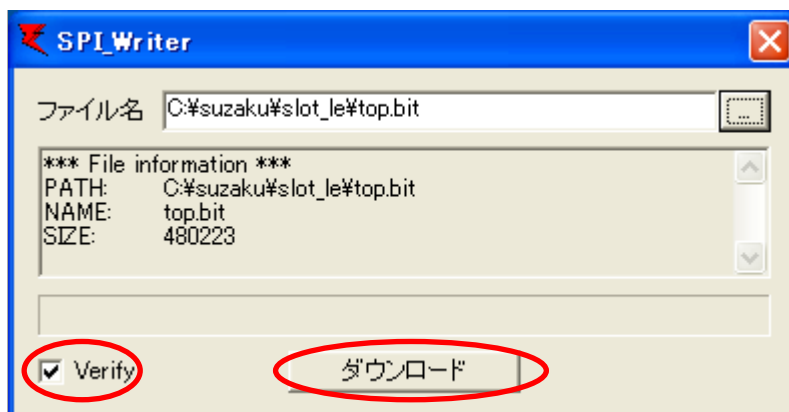 SPI_Writer
ファイル名 C:¥suzaku¥slot_le¥top.bit ...
*** File information ***
PATH: C:¥suzaku¥slot_le¥top.bit
NAME: top.bit
SIZE: 480223
Verify ダウンロード